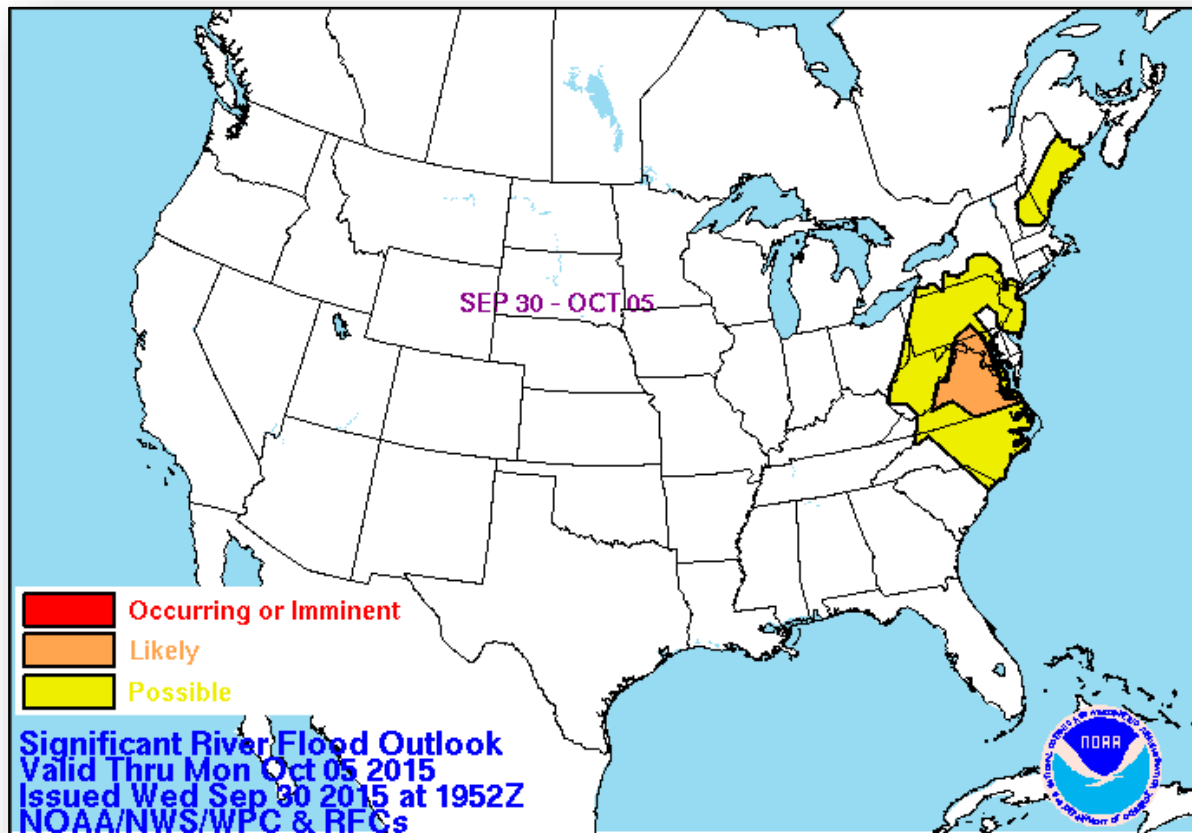 SEP 30 - OCT 05
Occurring or Imminent
Likely
Possible
Significant River Flood Outlook
Valid Thru Mon Oct 05 2015
Issued Wed Sep 30 2015 at 1952Z
NOAA/NWS/WPC & RFCs
NOAA